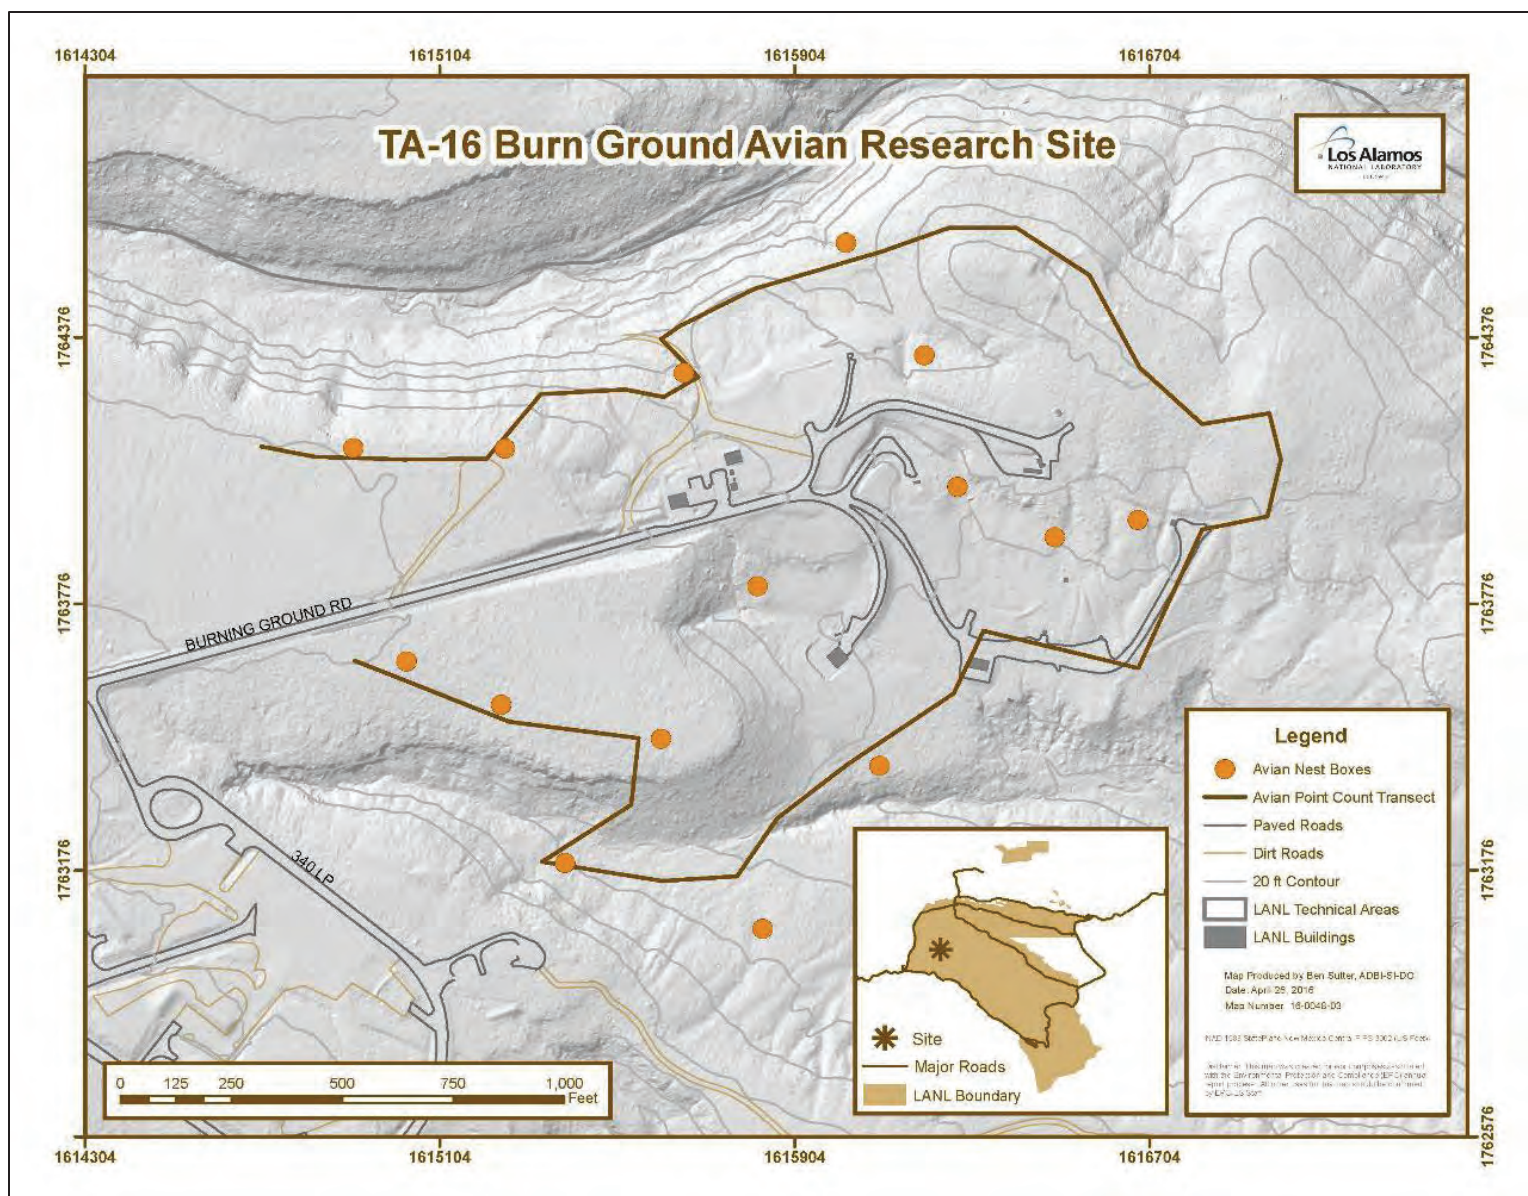 1614304 1615104 1615904 1616704
TA-16 Burn Ground Avian Research Site
Los Alamos
NATIONAL LABORATORY
1764376
1764376
1763776
1763776
BURNING GROUND RD
1763176
1763176
340 LP
Legend
Avian Nest Boxes
Avian Point Count Transect
Paved Roads
Dirt Roads
20 ft Contour
LANL Technical Areas
LANL Buildings
Map Produced by Ben Sutter, ADBI-SI-DC
Date: April 26, 2016
Map Number: 16-0046-03
Site
Major Roads
LANL Boundary
0 125 250 500 750 1,000
Feet
1762576
1614304 1615104 1615904 1616704